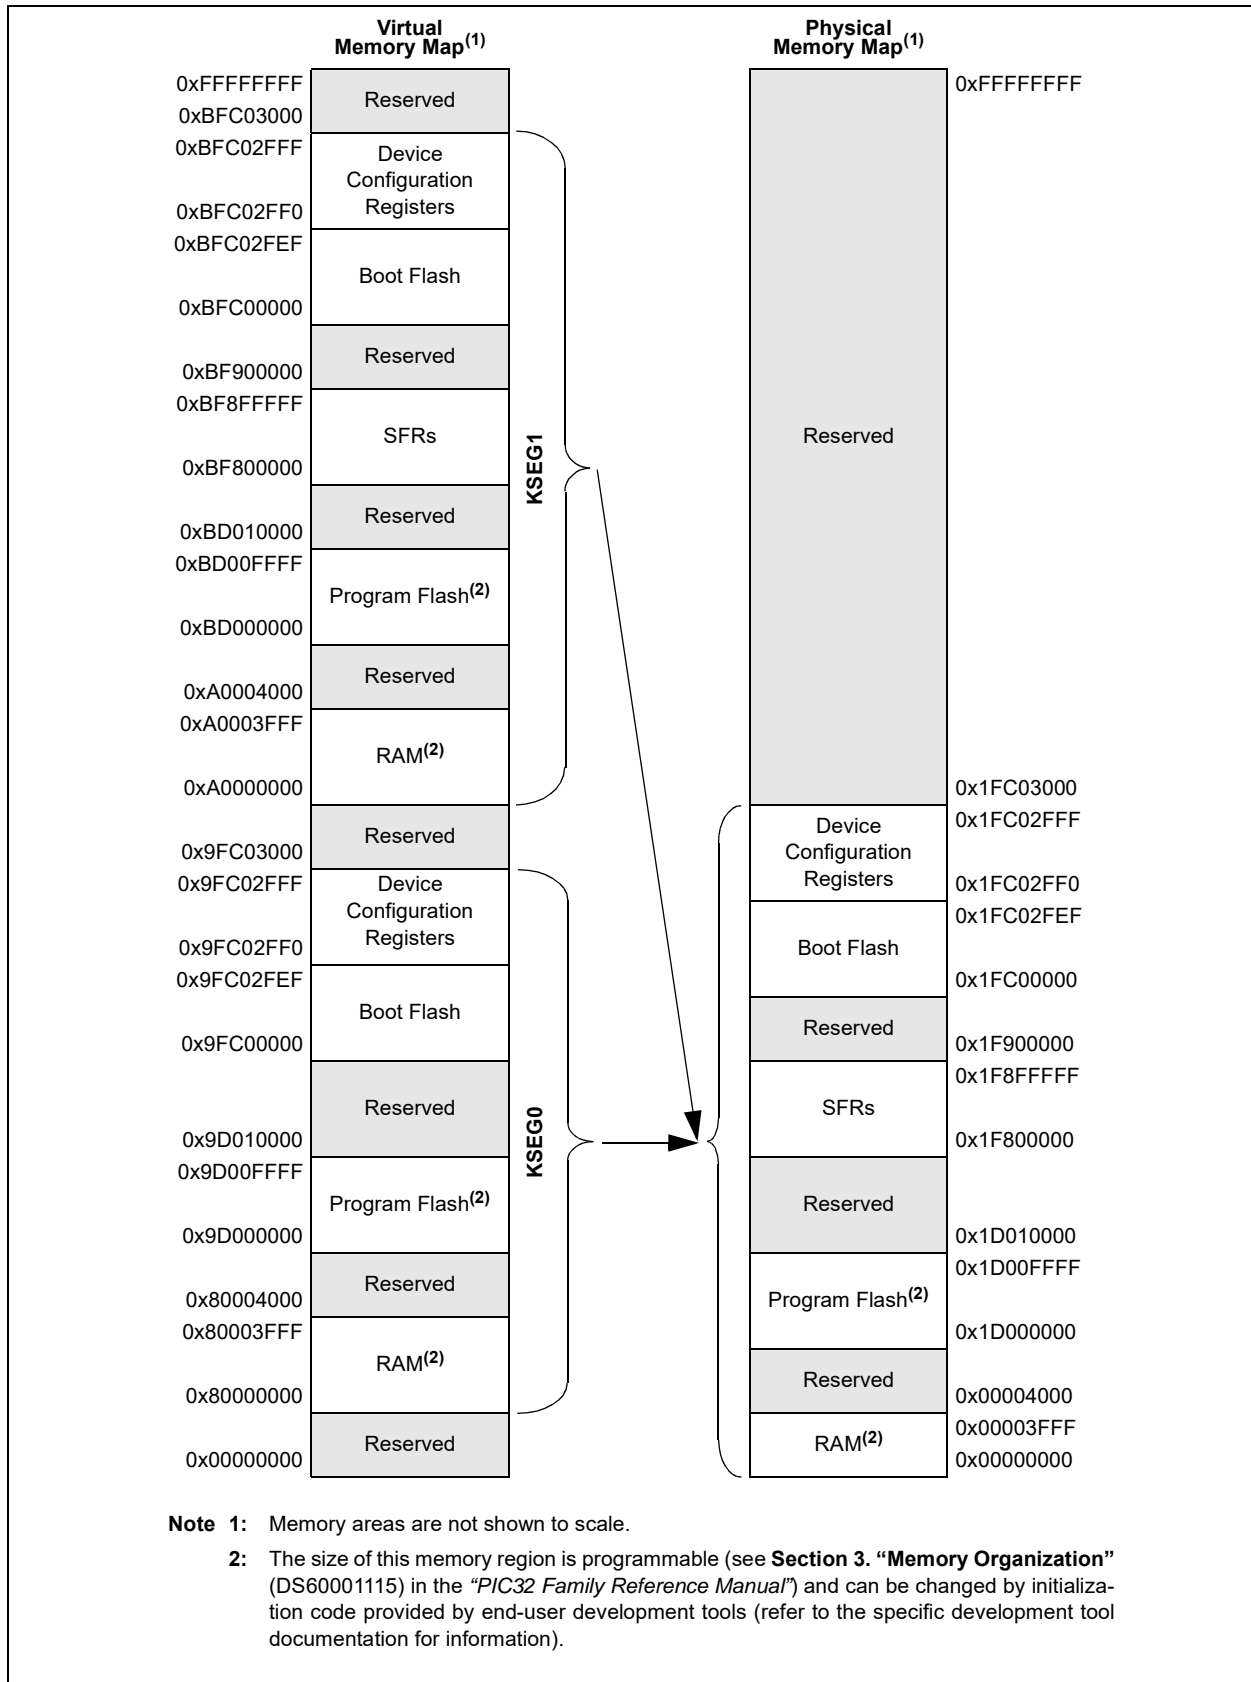 Virtual
Memory Map(1)
Physical
Memory Map(1)
0xFFFFFFFF
Reserved
0xBFC03000
0xBFC02FFF
Device
Configuration
Registers
0xBFC02FF0
0xBFC02FEF
Boot Flash
0xBFC00000
Reserved
0xBF900000
0xBF8FFFFF
SFRs
0xBF800000
Reserved
0xBD010000
0xBD00FFFF
Program Flash(2)
0xBD000000
Reserved
0xA0004000
0xA0003FFF
RAM(2)
0xA0000000
KSEG1
Reserved
0x9FC03000
0x9FC02FFF
Device
Configuration
Registers
0x9FC02FF0
0x9FC02FEF
Boot Flash
0x9FC00000
Reserved
0x9D010000
0x9D00FFFF
Program Flash(2)
0x9D000000
Reserved
0x80004000
0x80003FFF
RAM(2)
0x80000000
KSEG0
Reserved
0x00000000
0xFFFFFFFF
Reserved
0x1FC03000
0x1FC02FFF
Device
Configuration
Registers
0x1FC02FF0
0x1FC02FEF
Boot Flash
0x1FC00000
Reserved
0x1F900000
0x1F8FFFFF
SFRs
0x1F800000
Reserved
0x1D010000
0x1D00FFFF
Program Flash(2)
0x1D000000
Reserved
0x00004000
0x00003FFF
RAM(2)
0x00000000
Note 1: Memory areas are not shown to scale.
2: The size of this memory region is programmable (see Section 3. “Memory Organization”
(DS60001115) in the “PIC32 Family Reference Manual”) and can be changed by initializa-
tion code provided by end-user development tools (refer to the specific development tool
documentation for information).